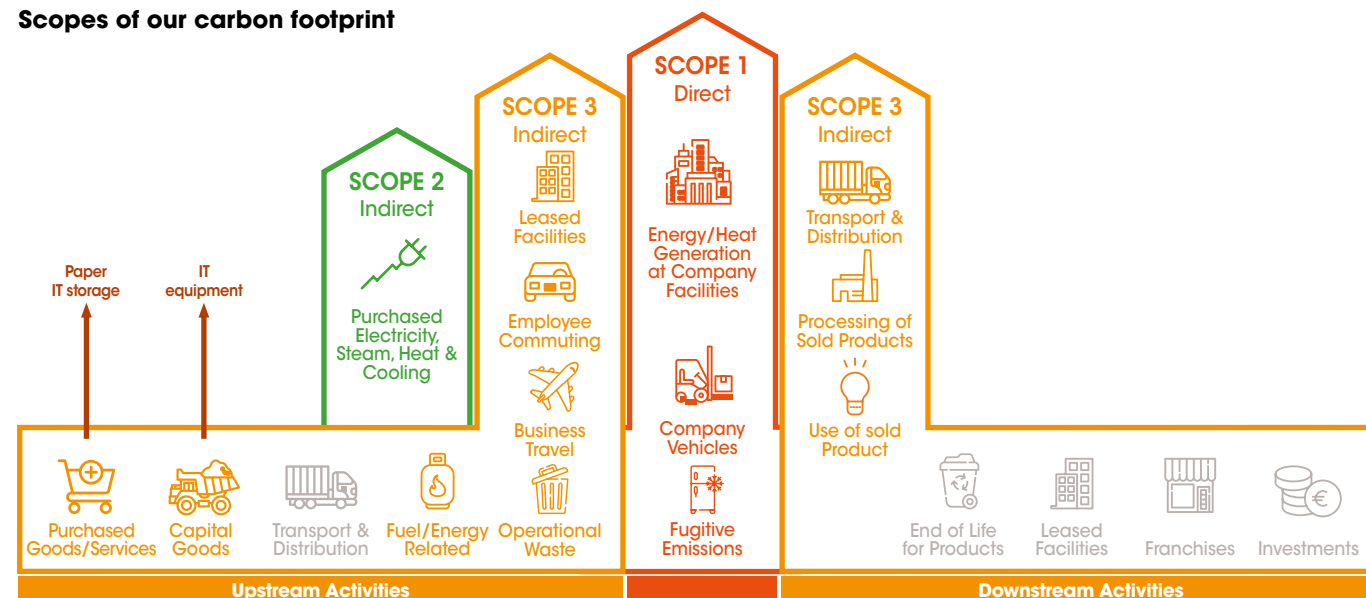 Scopes of our carbon footprint
SCOPE 1
Direct
Energy/Heat
Generation
at Company
Facilities
Company
Vehicles
Fugitive
Emissions
SCOPE 2
Indirect
Purchased
Electricity,
Steam, Heat &
Cooling
SCOPE 3
Indirect
Leased
Facilities
Employee
Commuting
Business
Travel
Operational
Waste
SCOPE 3
Indirect
Transport &
Distribution
Processing of
Sold Products
Use of sold
Product
Paper
IT storage
IT
equipment
Purchased
Goods/Services
Capital
Goods
Transport &
Distribution
Fuel/Energy
Related
End of Life
for Products
Leased
Facilities
Franchises
Investments
€
Upstream Activities
Downstream Activities